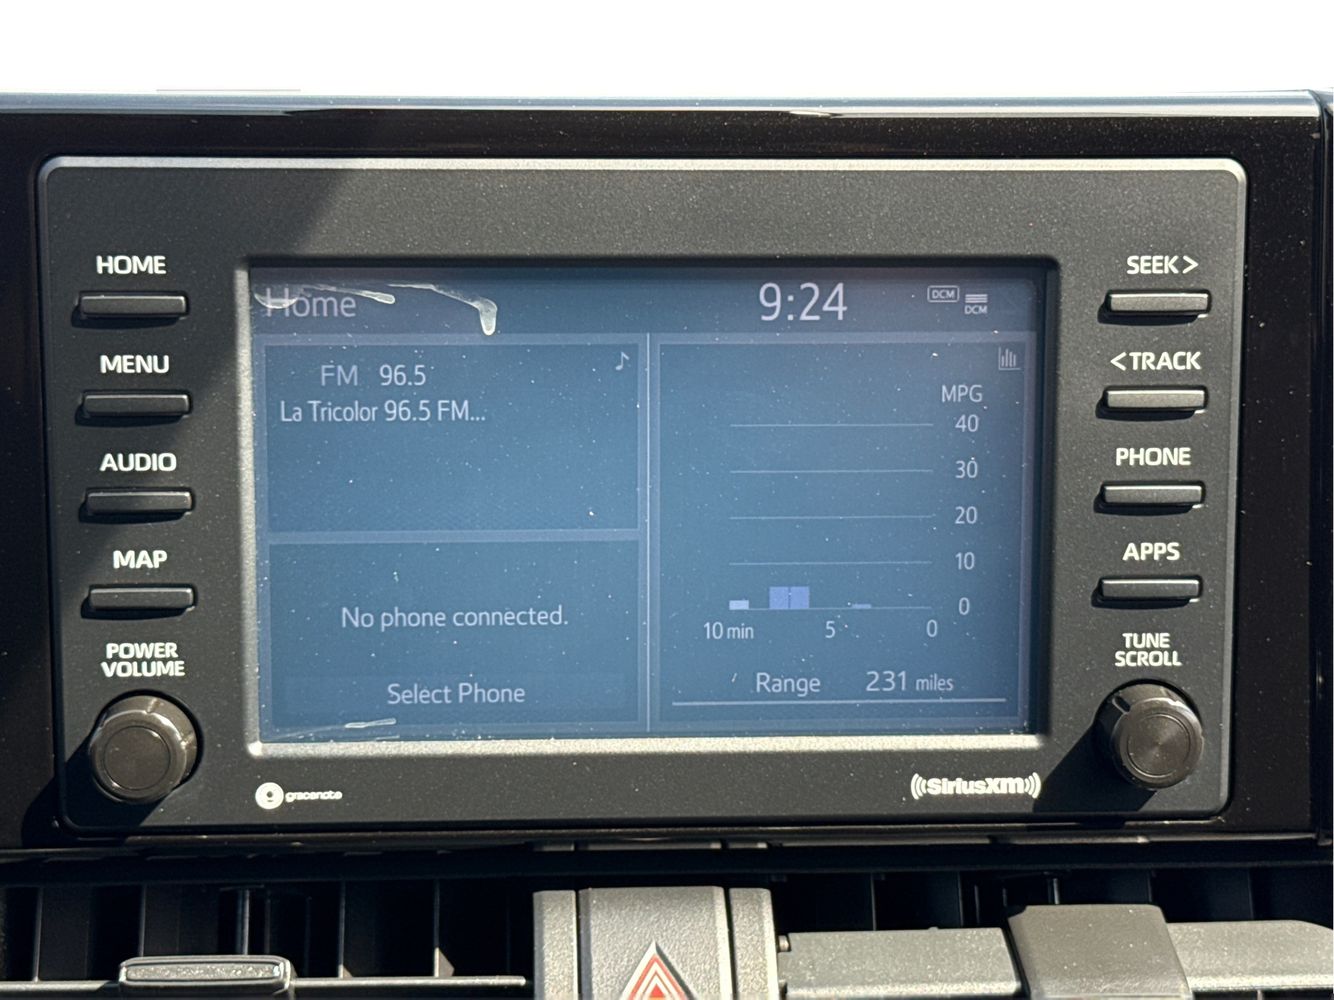 HOME
MENU
AUDIO
MAP
POWER
VOLUME
Home
9:24
DCM
DCM
FM 96.5
La Tricolor 96.5 FM...
No phone connected.
Select Phone
MPG
40
30
20
10
0
10 min 5 0
Range 231 miles
SEEK >
< TRACK
PHONE
APPS
TUNE
SCROLL
gracenote
SiriusXM